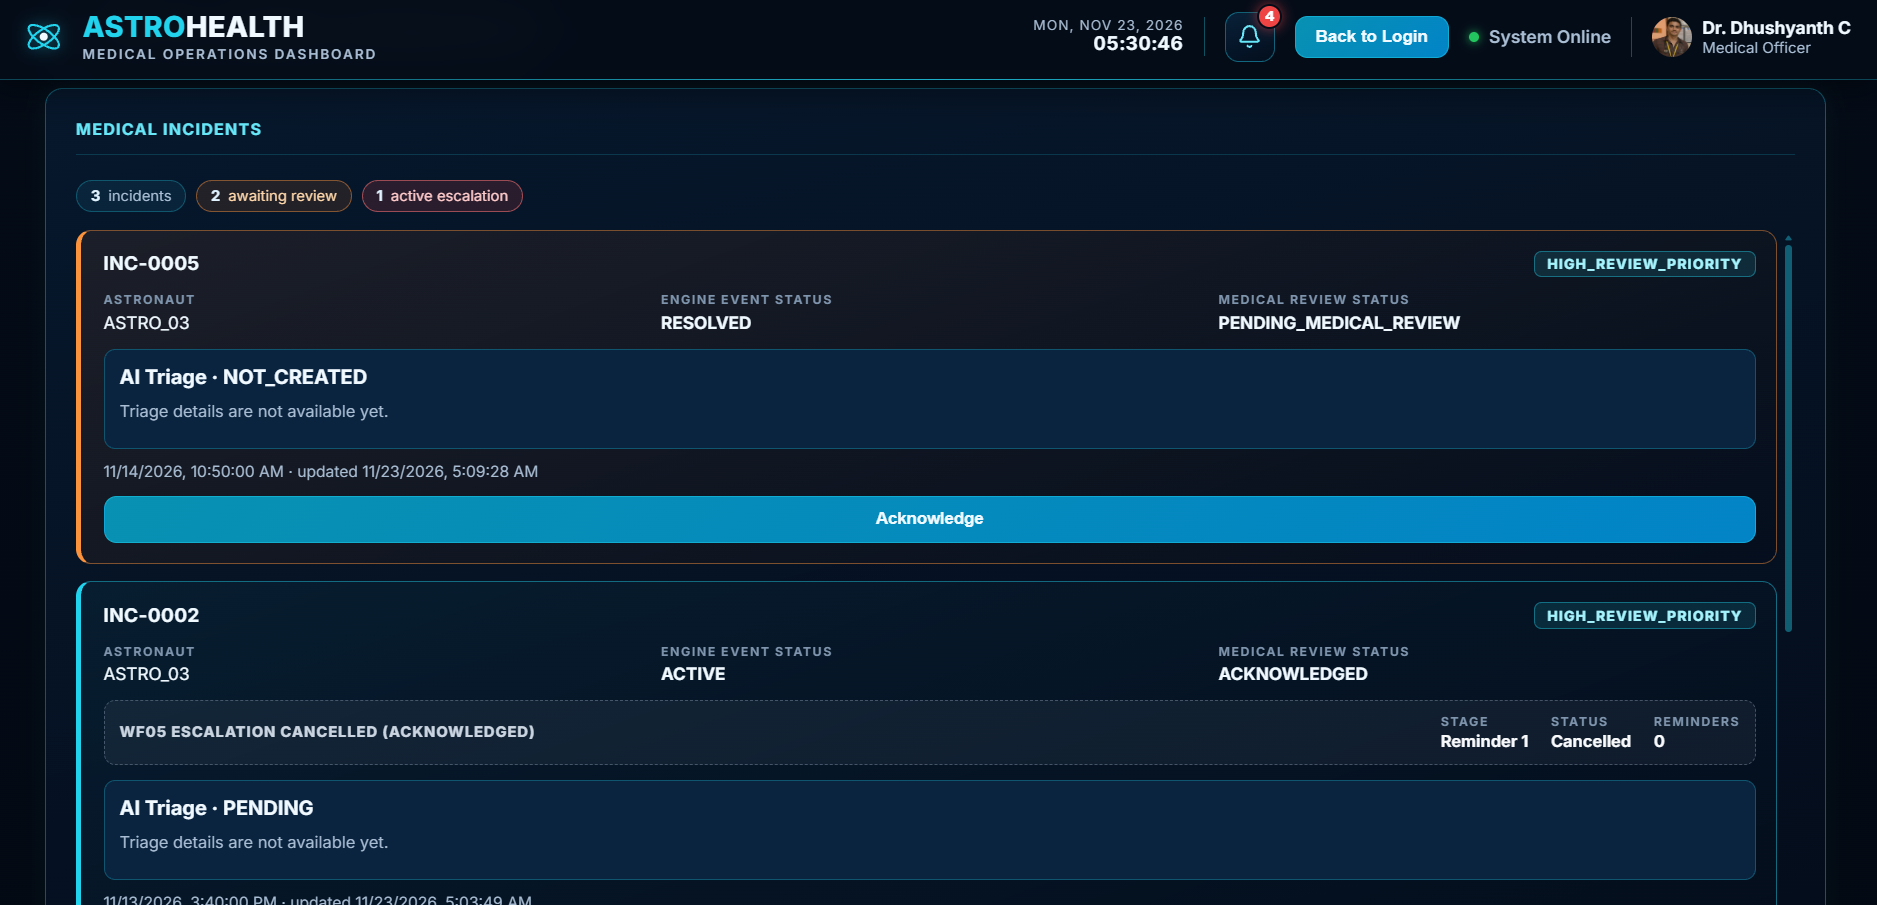 ASTROHEALTH
MEDICAL OPERATIONS DASHBOARD
MON, NOV 23, 2026
05:30:46
4
Back to Login
System Online
Dr. Dhushyanth C
Medical Officer
MEDICAL INCIDENTS
3 incidents
2 awaiting review
1 active escalation
INC-0005
HIGH_REVIEW_PRIORITY
ASTRONAUT
ASTRO_03
ENGINE EVENT STATUS
RESOLVED
MEDICAL REVIEW STATUS
PENDING_MEDICAL_REVIEW
AI Triage · NOT_CREATED
Triage details are not available yet.
11/14/2026, 10:50:00 AM · updated 11/23/2026, 5:09:28 AM
Acknowledge
INC-0002
HIGH_REVIEW_PRIORITY
ASTRONAUT
ASTRO_03
ENGINE EVENT STATUS
ACTIVE
MEDICAL REVIEW STATUS
ACKNOWLEDGED
WF05 ESCALATION CANCELLED (ACKNOWLEDGED)
STAGE
Reminder 1
STATUS
Cancelled
REMINDERS
0
AI Triage · PENDING
Triage details are not available yet.
11/13/2026, 3:40:00 PM · updated 11/23/2026, 5:03:49 AM